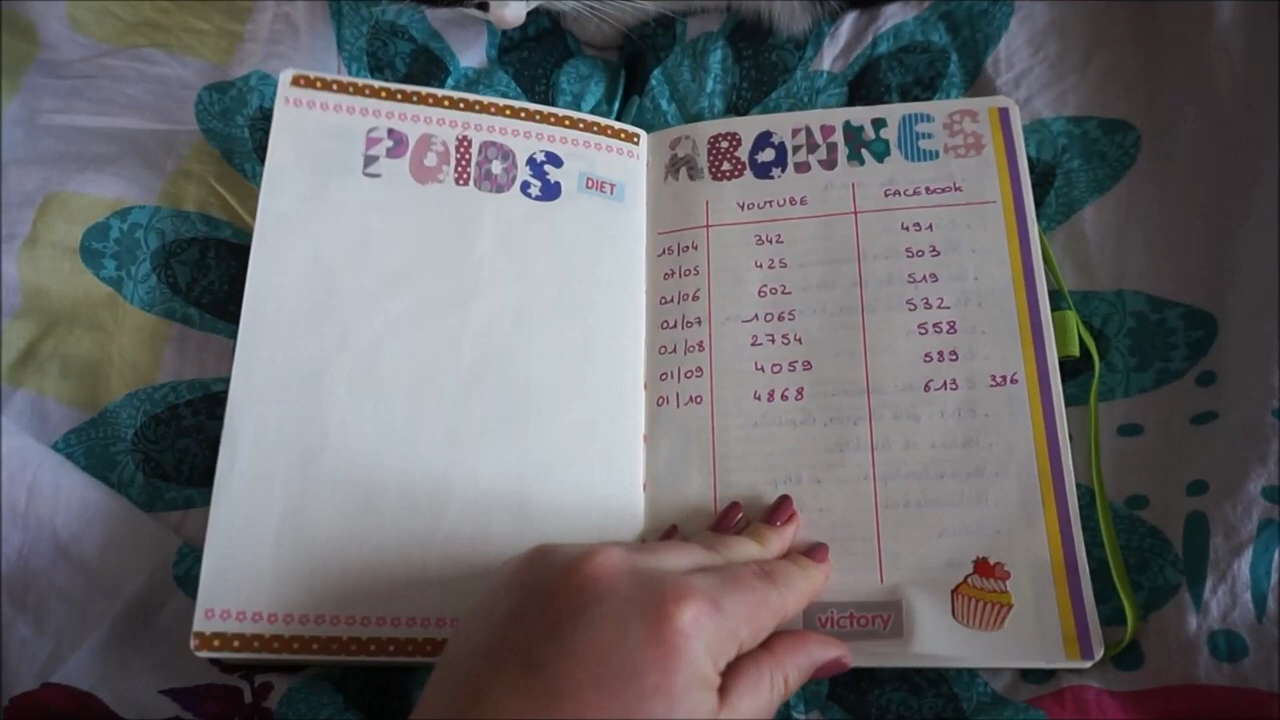 POIDS
DIET
ABONNES
YOUTUBE FACEBOOK
15/04 342 491
07/05 425 503
01/06 602 519
01/07 1065 532
01/08 2754 558
01/09 4059 589
01/10 4868 613 386
victory